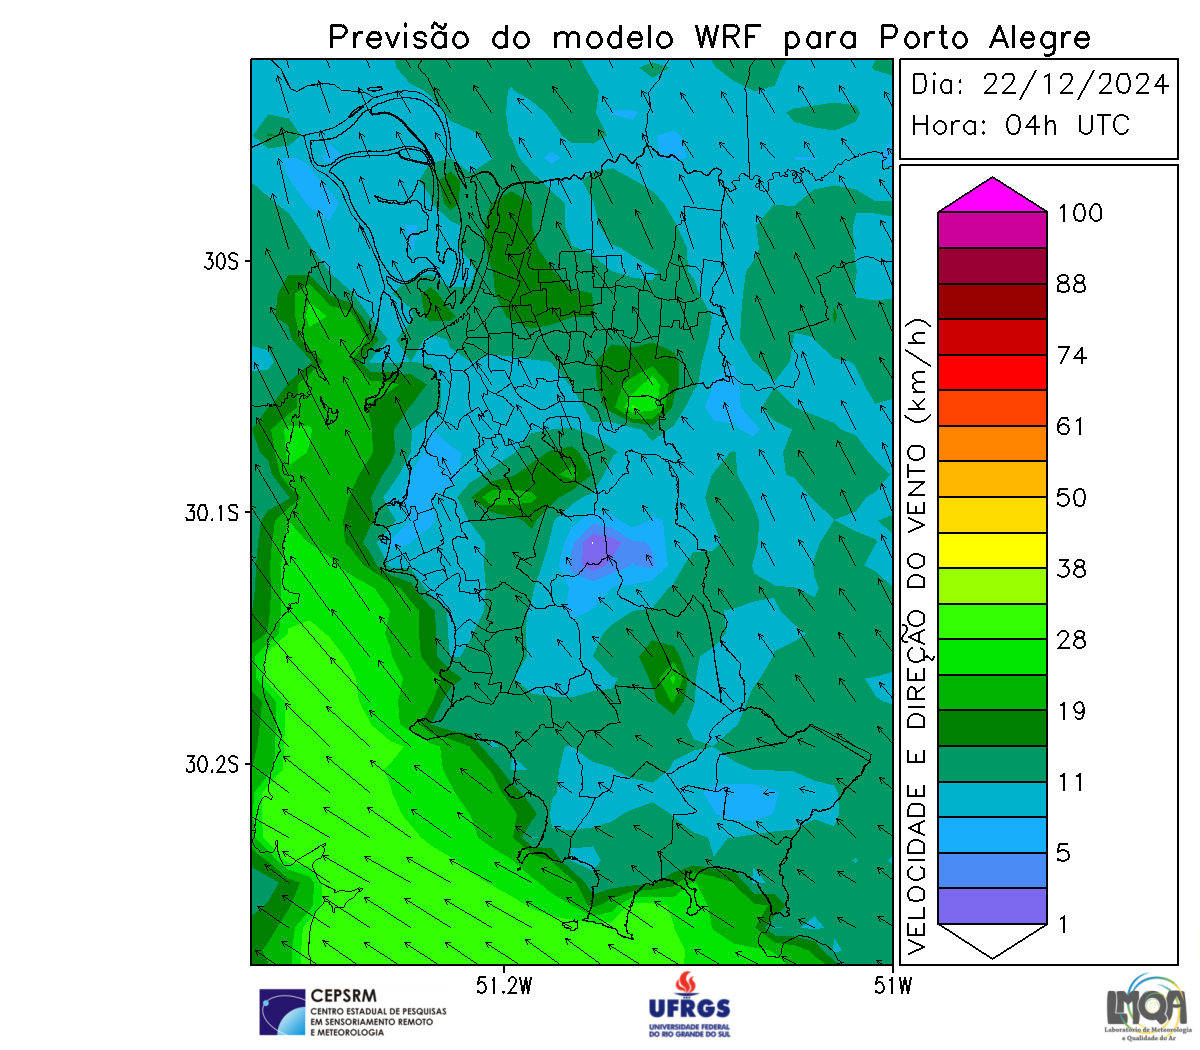 Previsão do modelo WRF para Porto Alegre
Dia: 22/12/2024
Hora: 04h UTC
30S
30.1S
30.2S
51.2W
51W
VELOCIDADE E DIREÇÃO DO VENTO (km/h)
100
88
74
61
50
38
28
19
11
5
1
CEPSRM
CENTRO ESTADUAL DE PESQUISAS
EM SENSORIAMENTO REMOTO
E METEOROLOGIA
UFRGS
UNIVERSIDADE FEDERAL
DO RIO GRANDE DO SUL
LMQA
Laboratório de Meteorologia
e Qualidade do Ar